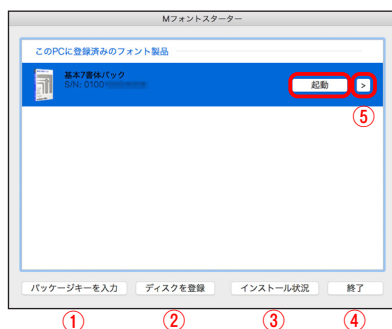 Mフォントスターター
このPCに登録済みのフォント製品
基本7書体パック
S/N: 0100
起動 >
⑤
パッケージキーを入力 ディスクを登録 インストール状況 終了
① ② ③ ④